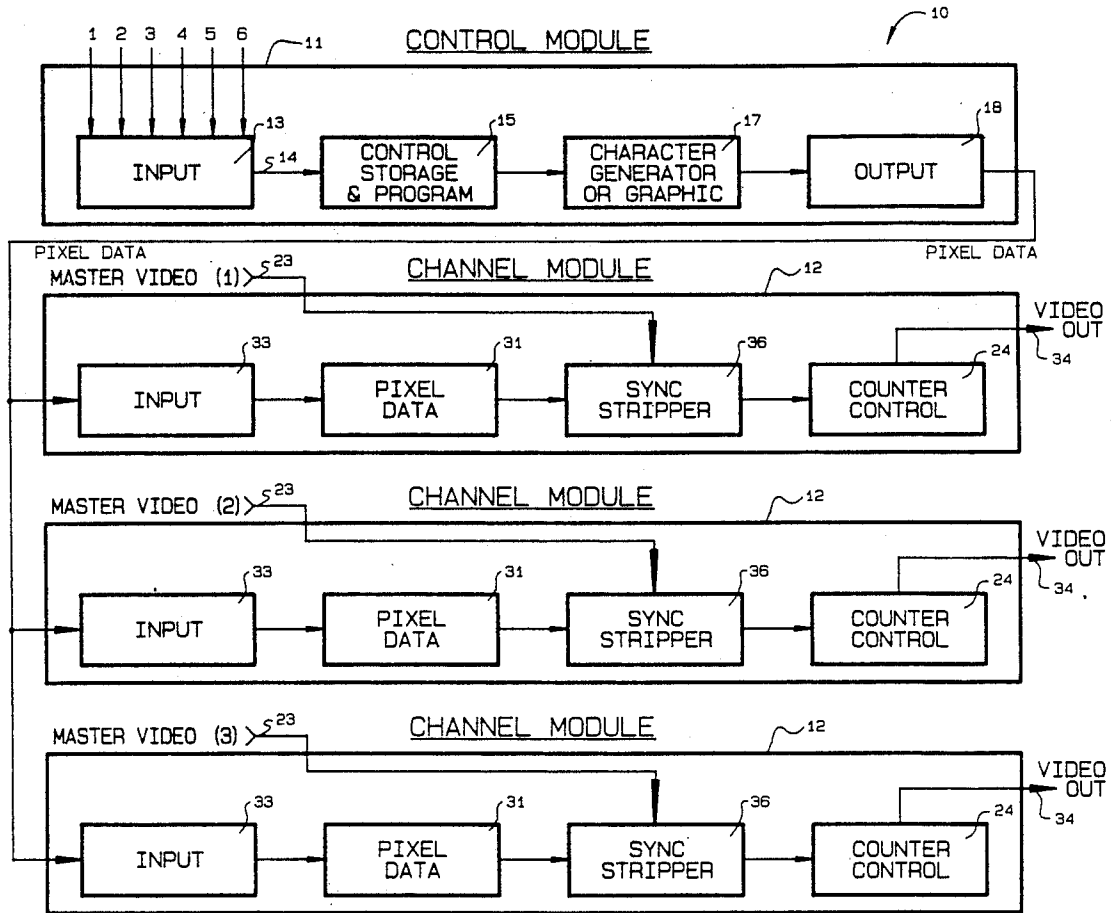 10
CONTROL MODULE
1 2 3 4 5 6
11
13
INPUT
14
15
CONTROL
STORAGE
& PROGRAM
17
CHARACTER
GENERATOR
OR GRAPHIC
18
OUTPUT
PIXEL DATA
PIXEL DATA
MASTER VIDEO (1)
23
CHANNEL MODULE
12
33
INPUT
31
PIXEL
DATA
36
SYNC
STRIPPER
24
COUNTER
CONTROL
VIDEO
OUT
34
MASTER VIDEO (2)
23
CHANNEL MODULE
12
33
INPUT
31
PIXEL
DATA
36
SYNC
STRIPPER
24
COUNTER
CONTROL
VIDEO
OUT
34
MASTER VIDEO (3)
23
CHANNEL MODULE
12
33
INPUT
31
PIXEL
DATA
36
SYNC
STRIPPER
24
COUNTER
CONTROL
VIDEO
OUT
34